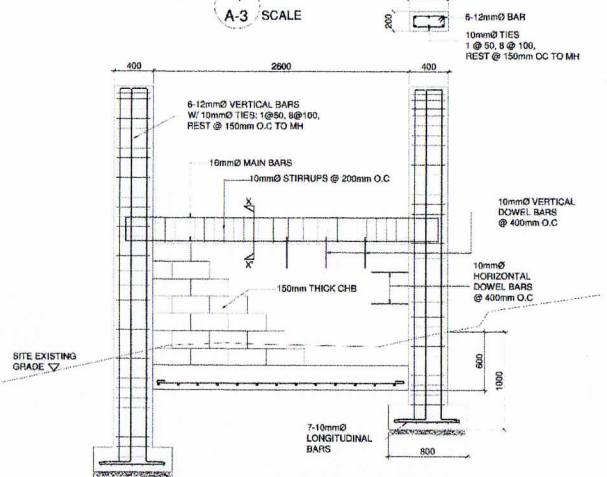 A-3 SCALE
200
6-12mmØ BAR
10mmØ TIES
1 @ 50, 8 @ 100,
REST @ 150mm OC TO MH
400
2600
400
6-12mmØ VERTICAL BARS
W/ 10mmØ TIES: 1@50, 8@100,
REST @ 150mm O.C TO MH
16mmØ MAIN BARS
10mmØ STIRRUPS @ 200mm O.C
X
X
10mmØ VERTICAL
DOWEL BARS
@ 400mm O.C
10mmØ
HORIZONTAL
DOWEL BARS
@ 400mm O.C
150mm THICK CHB
SITE EXISTING
GRADE
600
1000
7-10mmØ
LONGITUDINAL
BARS
800